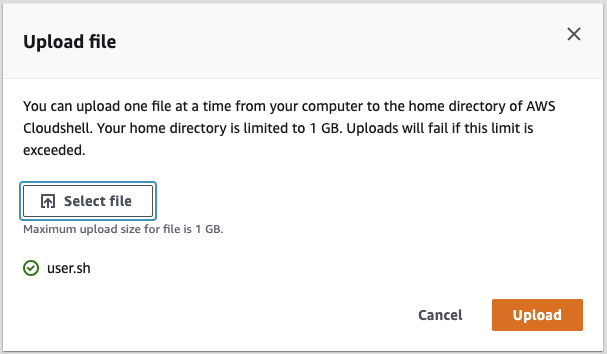 Upload file
You can upload one file at a time from your computer to the home directory of AWS
Cloudshell. Your home directory is limited to 1 GB. Uploads will fail if this limit is
exceeded.
Select file
Maximum upload size for file is 1 GB.
user.sh
Cancel
Upload